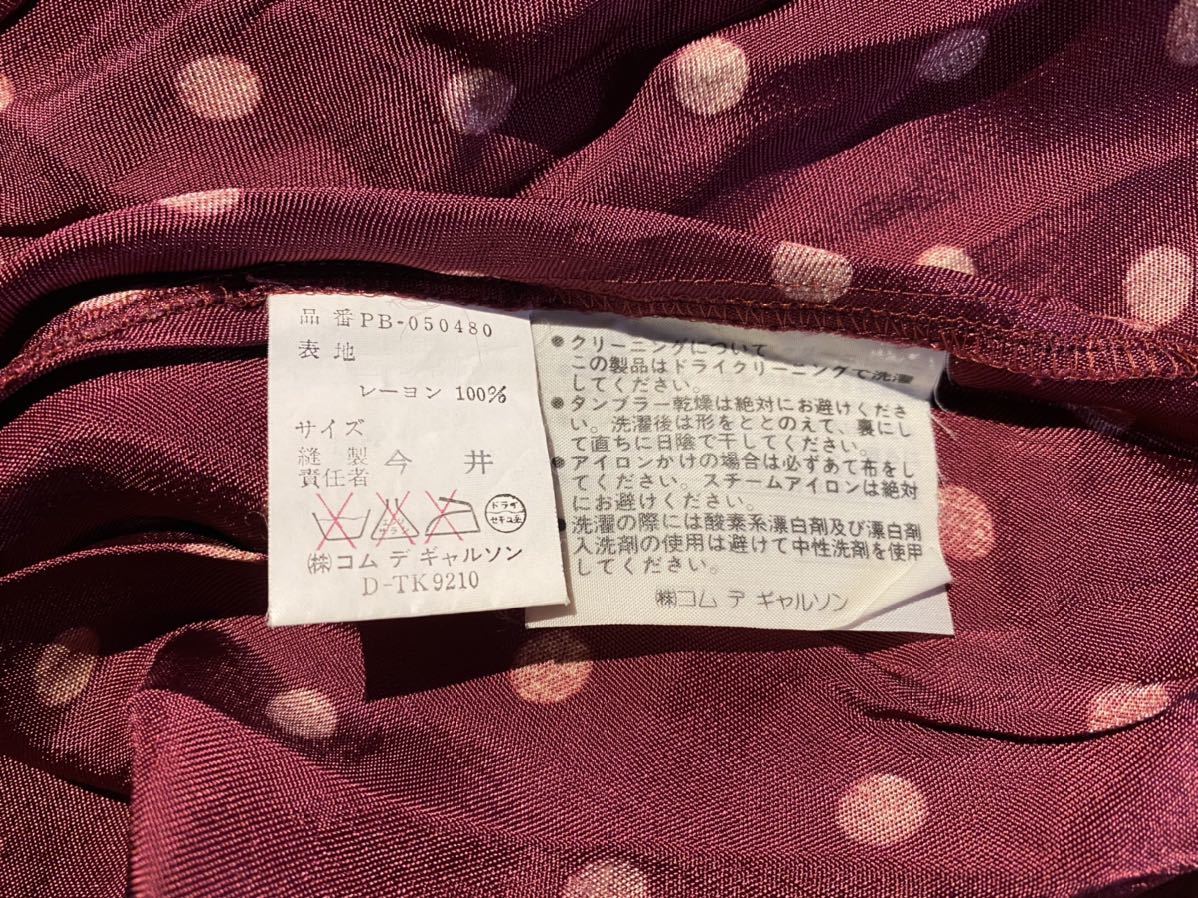 品番 PB-050480
表地
レーヨン 100%
サイズ
縫製
責任者 今井
ドライ
セキユ系
㈱コム デ ギャルソン
D-TK9210
●クリーニングについて
この製品はドライクリーニングで洗濯
してください。
●タンブラー乾燥は絶対にお避けくださ
い。洗濯後は形をととのえて、裏にし
て直ちに日陰で干してください。
●アイロンかけの場合は必ずあて布をし
てください。スチームアイロンは絶対
にお避けください。
●洗濯の際には酸素系漂白剤及び漂白剤
入洗剤の使用は避けて中性洗剤を使用
してください。
㈱コム デ ギャルソン